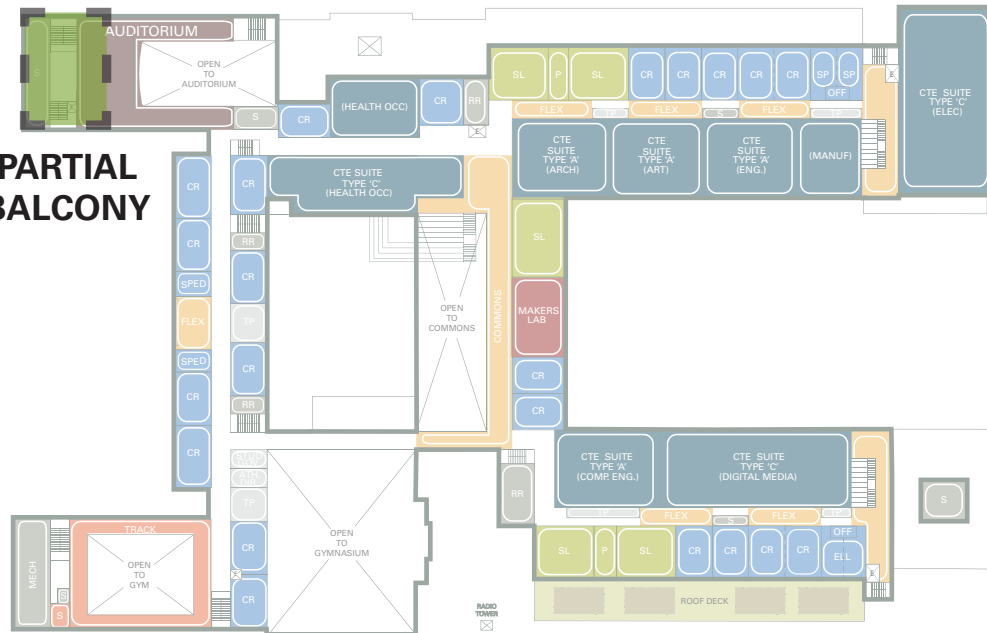 AUDITORIUM
S
OPEN
TO
AUDITORIUM
S
CR
(HEALTH OCC)
CR
RR
E
SL
P
SL
CR
CR
CR
CR
CR
SP
SP
OFF
E
FLEX
TP
FLEX
S
FLEX
TP
CTE SUITE
TYPE 'C'
(ELEC)
CTE
SUITE
TYPE 'A'
(ARCH)
CTE
SUITE
TYPE 'A'
(ART)
CTE
SUITE
TYPE 'A'
(ENG.)
(MANUF)
PARTIAL
BALCONY
CR
CR
SPED
FLEX
SPED
CR
CR
CR
RR
CR
TP
CR
RR
CTE SUITE
TYPE 'C'
(HEALTH OCC)
OPEN
TO
COMMONS
COMMONS
SL
MAKERS
LAB
CR
CR
STUD
GOV
ATH
DIR
TP
CR
E
CR
OPEN
TO
GYMNASIUM
MECH
TRACK
OPEN
TO
GYM
S
S
RR
CTE SUITE
TYPE 'A'
(COMP. ENG.)
CTE SUITE
TYPE 'C'
(DIGITAL MEDIA)
TP
FLEX
S
FLEX
TP
SL
P
SL
CR
CR
CR
CR
OFF
ELL
E
S
ROOF DECK
RADIO
TOWER